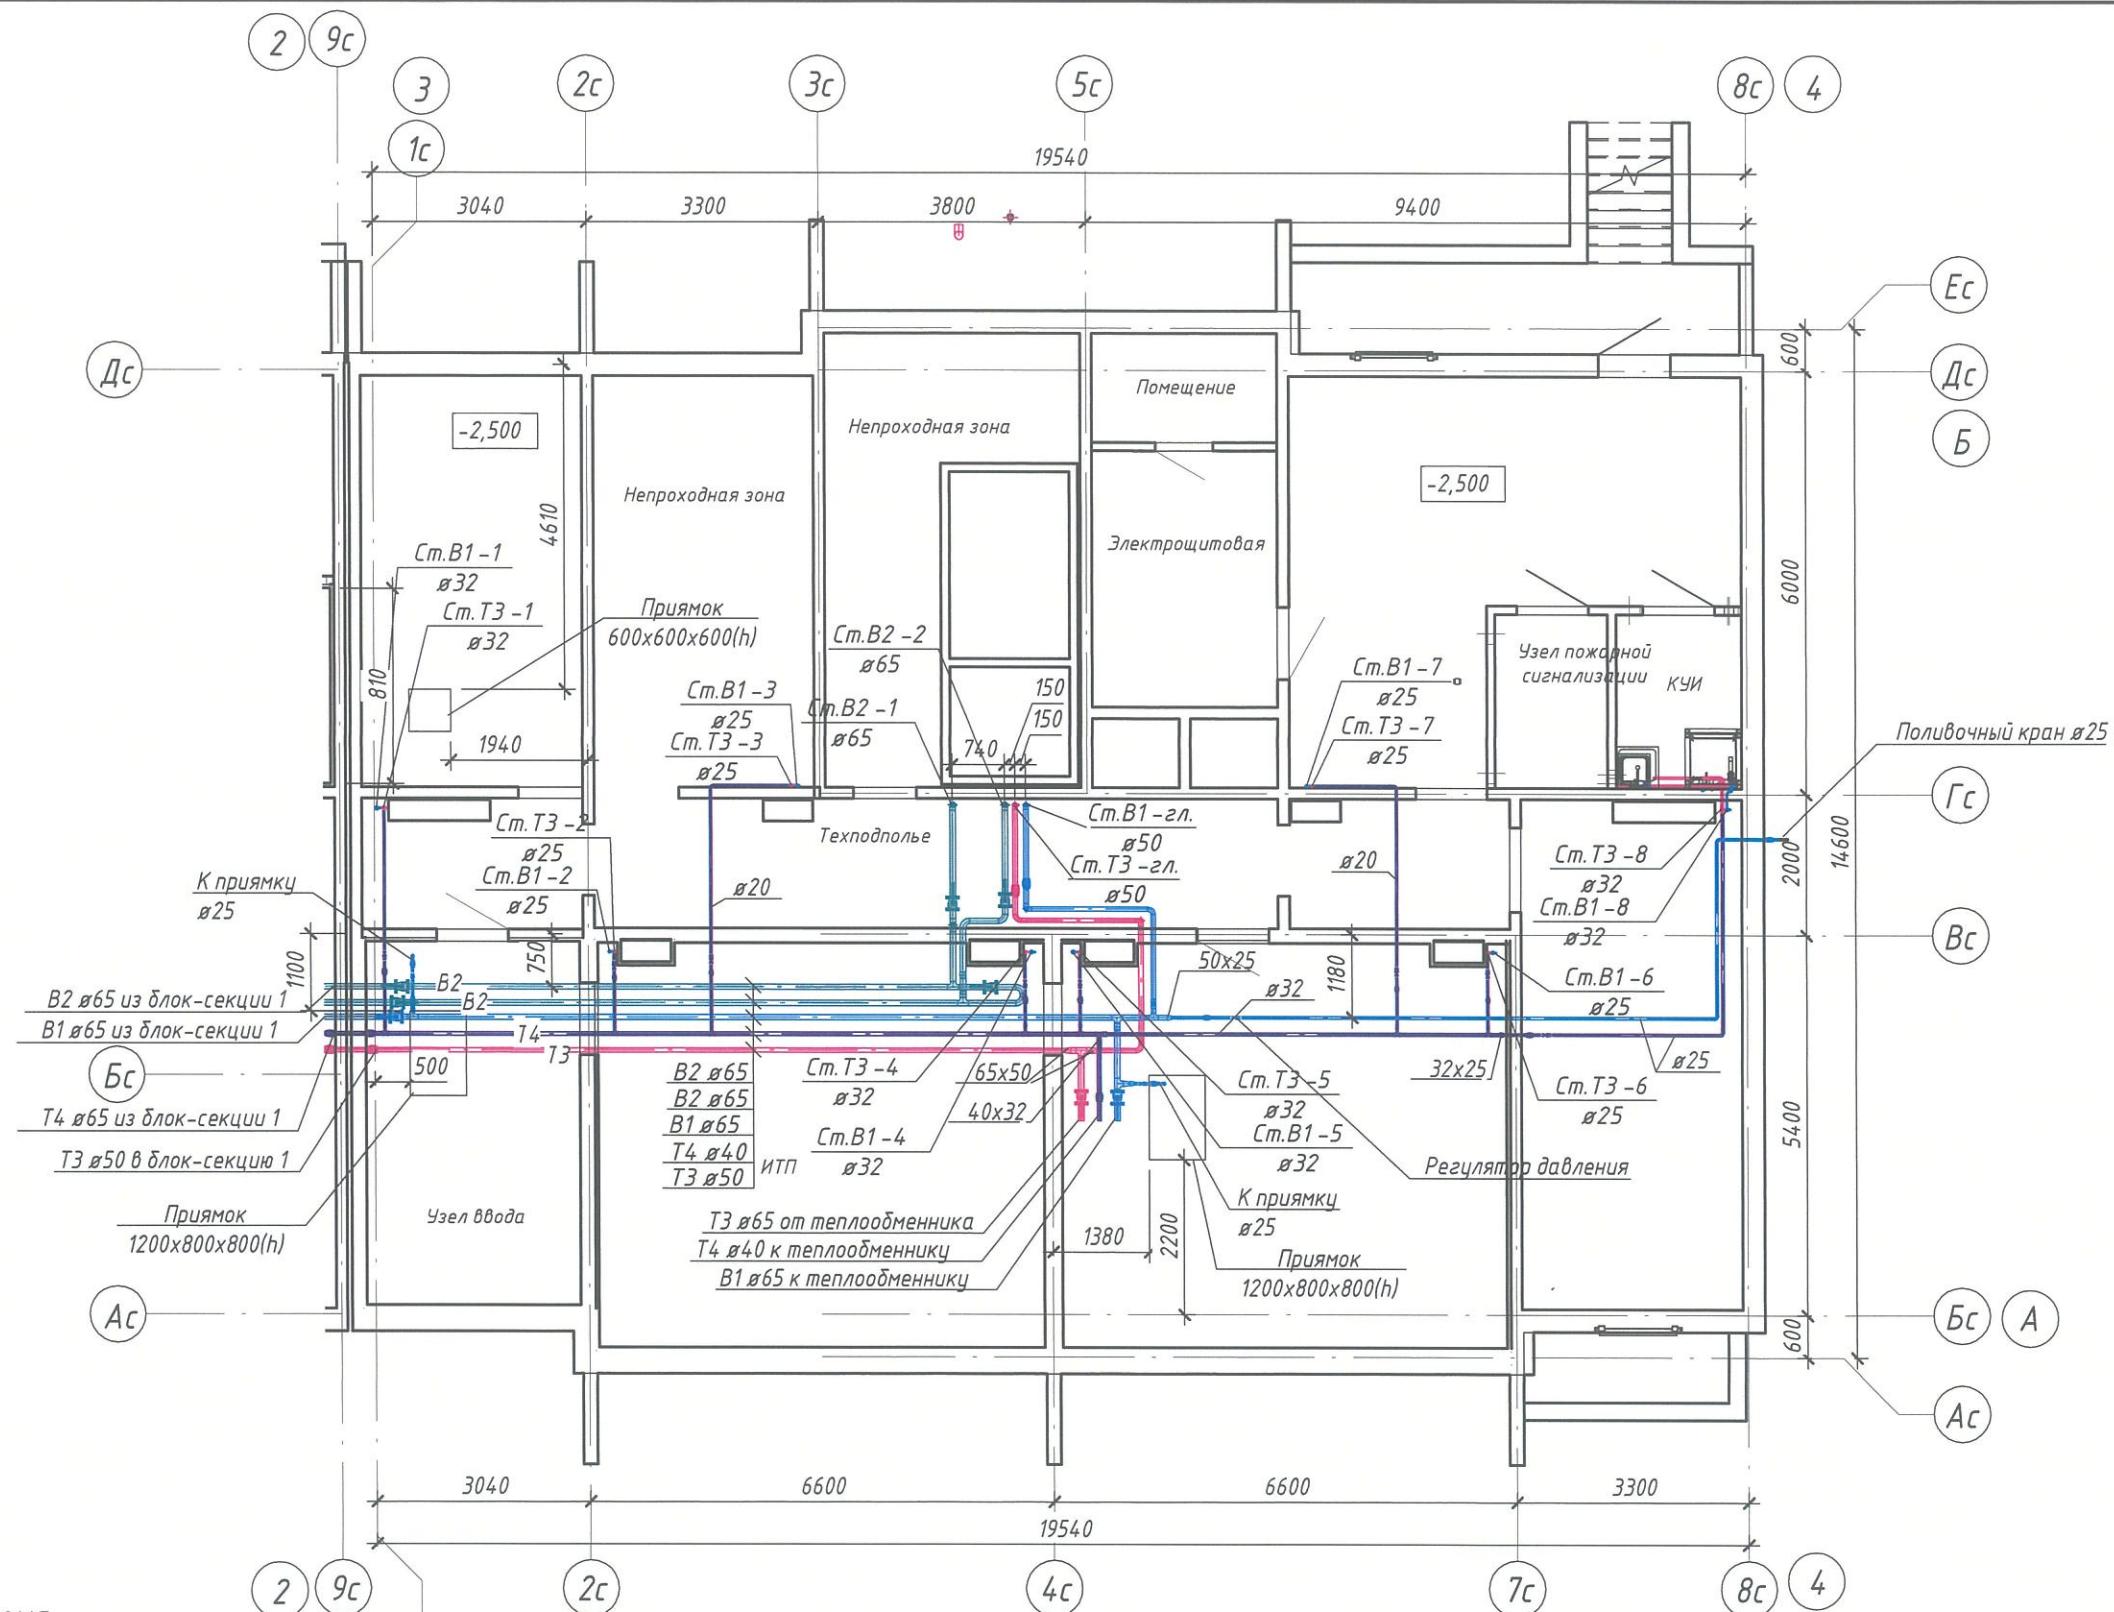 2
9с
3
1с
2с
3с
5с
8с
4
19540
3040
3300
3800
9400
Ес
Дс
Дс
Б
600
Помещение
Непроходная зона
-2,500
-2,500
Непроходная зона
4610
Электрощитовая
Ст.В1-1
ø32
Ст.Т3-1
ø32
Приямок
600х600х600(h)
Ст.В2-2
ø65
6000
Узел пожарной
сигнализации
КУИ
810
Ст.В1-3
ø25
Ст.Т3-3
ø25
Ст.В2-1
ø65
150
150
740
Ст.В1-7
ø25
Ст.Т3-7
ø25
1940
Поливочный кран ø25
Гс
Ст.Т3-2
ø25
Ст.В1-2
ø25
Техподполье
Ст.В1-гл.
ø50
Ст.Т3-гл.
ø50
ø20
ø20
Ст.Т3-8
ø32
Ст.В1-8
ø32
2000
14600
К приямку
ø25
Вс
1100
750
В2
В2
50х25
1180
ø32
Ст.В1-6
ø25
В2 ø65 из блок-секции 1
В1 ø65 из блок-секции 1
Т4
Т3
Бс
500
В2 ø65
В2 ø65
В1 ø65
Т4 ø40
Т3 ø50
ИТП
Ст.Т3-4
ø32
65х50
40х32
Ст.В1-4
ø32
Ст.Т3-5
ø32
Ст.В1-5
ø32
32х25
ø25
Ст.Т3-6
ø25
Т4 ø65 из блок-секции 1
Т3 ø50 в блок-секцию 1
5400
Регулятор давления
Приямок
1200х800х800(h)
Узел ввода
Т3 ø65 от теплообменника
Т4 ø40 к теплообменнику
В1 ø65 к теплообменнику
К приямку
ø25
1380
2200
Приямок
1200х800х800(h)
Ас
Бс
А
600
Ас
3040
6600
6600
3300
19540
2
9с
2с
4с
7с
8с
4